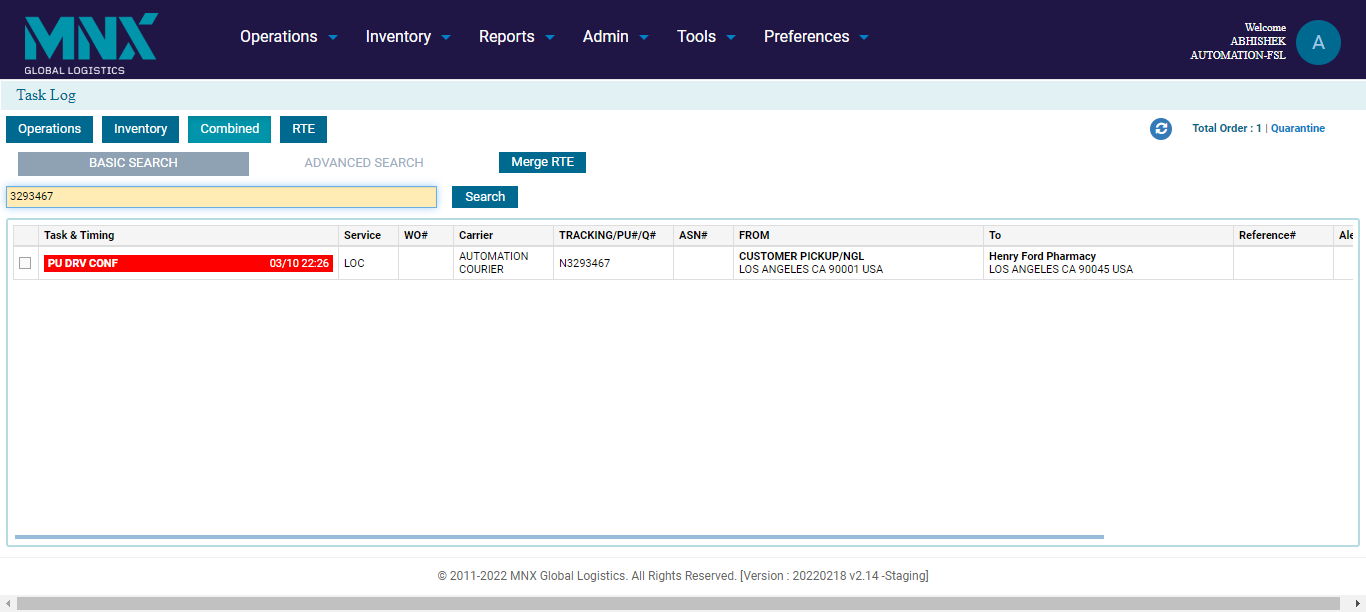 MNX
GLOBAL LOGISTICS
Operations Inventory Reports Admin Tools Preferences
Welcome
ABHISHEK
AUTOMATION-FSL
A
Task Log
Operations Inventory Combined RTE
Total Order : 1 | Quarantine
BASIC SEARCH ADVANCED SEARCH Merge RTE
3293467 Search
Task & Timing Service WO# Carrier TRACKING/PU#/Q# ASN# FROM To Reference# Ale
PU DRV CONF 03/10 22:26 LOC AUTOMATION COURIER N3293467 CUSTOMER PICKUP/NGL Henry Ford Pharmacy
LOS ANGELES CA 90001 USA LOS ANGELES CA 90045 USA
© 2011-2022 MNX Global Logistics. All Rights Reserved. [Version : 20220218 v2.14 -Staging]